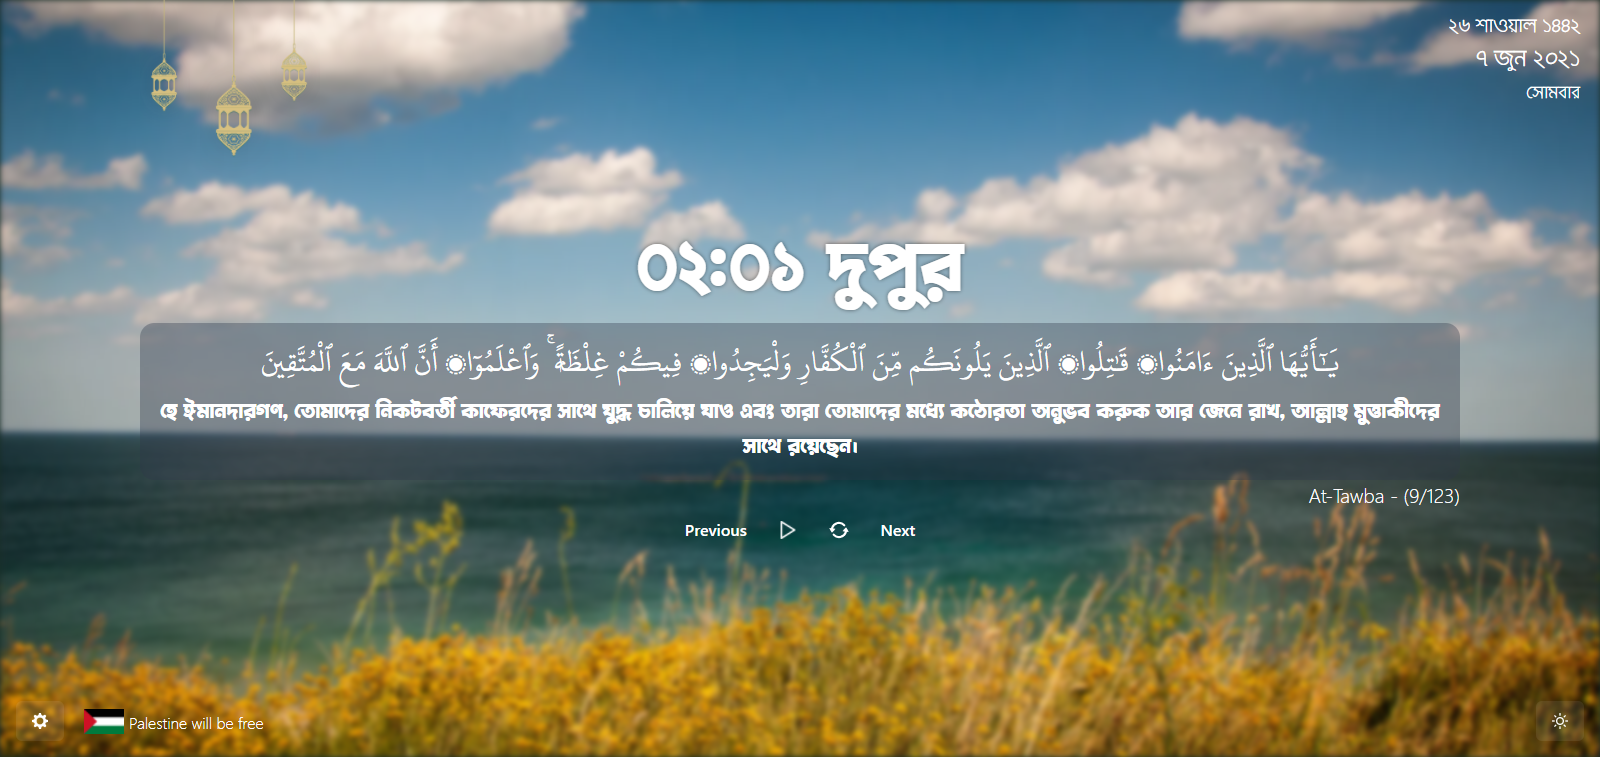 ২৬ শাওয়াল ১৪৪২
৭ জুন ২০২১
সোমবার
০২:০১ দুপুর
يَـٰٓأَيُّهَا ٱلَّذِينَ ءَامَنُوا۟ قَـٰتِلُوا۟ ٱلَّذِينَ يَلُونَكُم مِّنَ ٱلْكُفَّارِ وَلْيَجِدُوا۟ فِيكُمْ غِلْظَةًۭ ۚ وَٱعْلَمُوٓا۟ أَنَّ ٱللَّهَ مَعَ ٱلْمُتَّقِينَ
হে ঈমানদারগণ, তোমাদের নিকটবর্তী কাফেরদের সাথে যুদ্ধ চালিয়ে যাও এবং তারা তোমাদের মধ্যে কঠোরতা অনুভব করুক আর জেনে রাখ, আল্লাহ মুত্তাকীদের
সাথে রয়েছেন।
At-Tawba - (9/123)
Previous Next
Palestine will be free